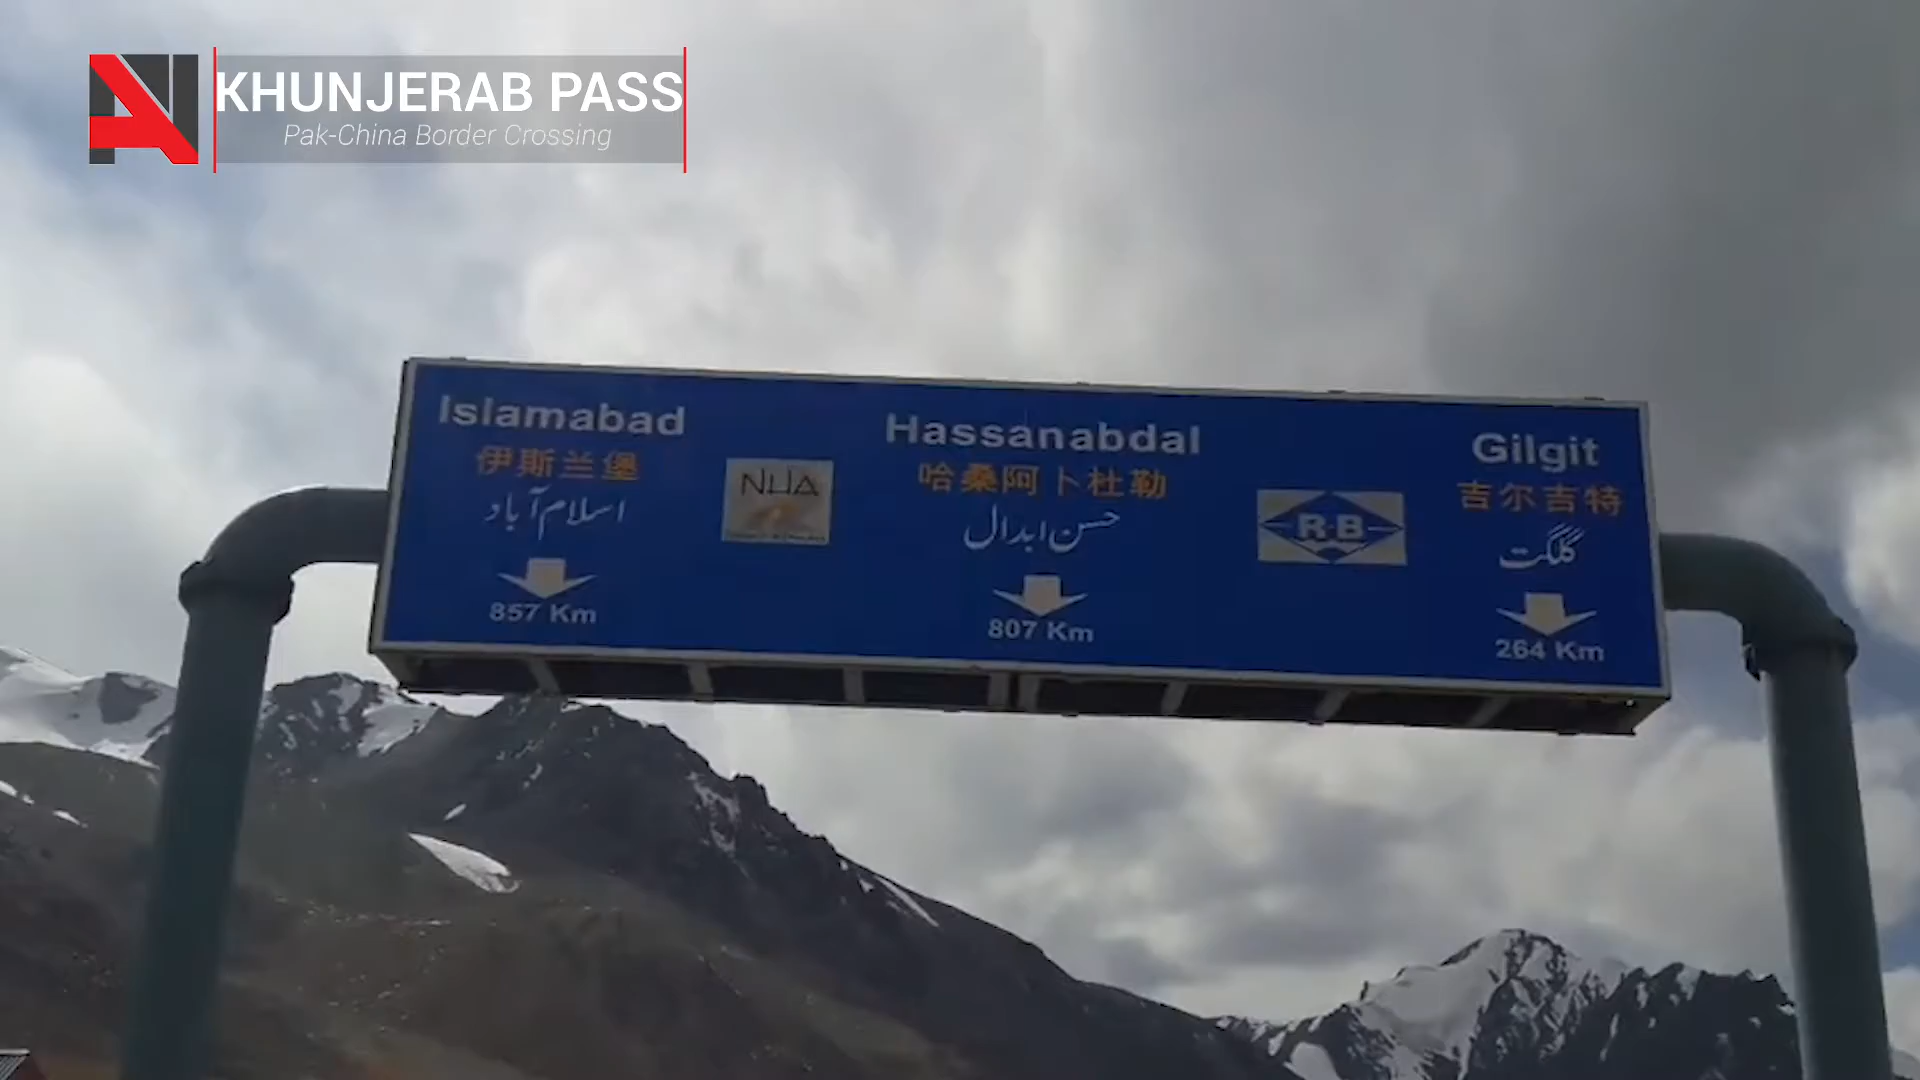 KHUNJERAB PASS
Pak-China Border Crossing
Islamabad
伊斯兰堡
اسلام آباد
857 Km
NHA
Hassanabdal
哈桑阿卜杜勒
حسن ابدال
807 Km
R·B
Gilgit
吉尔吉特
گلگت
264 Km